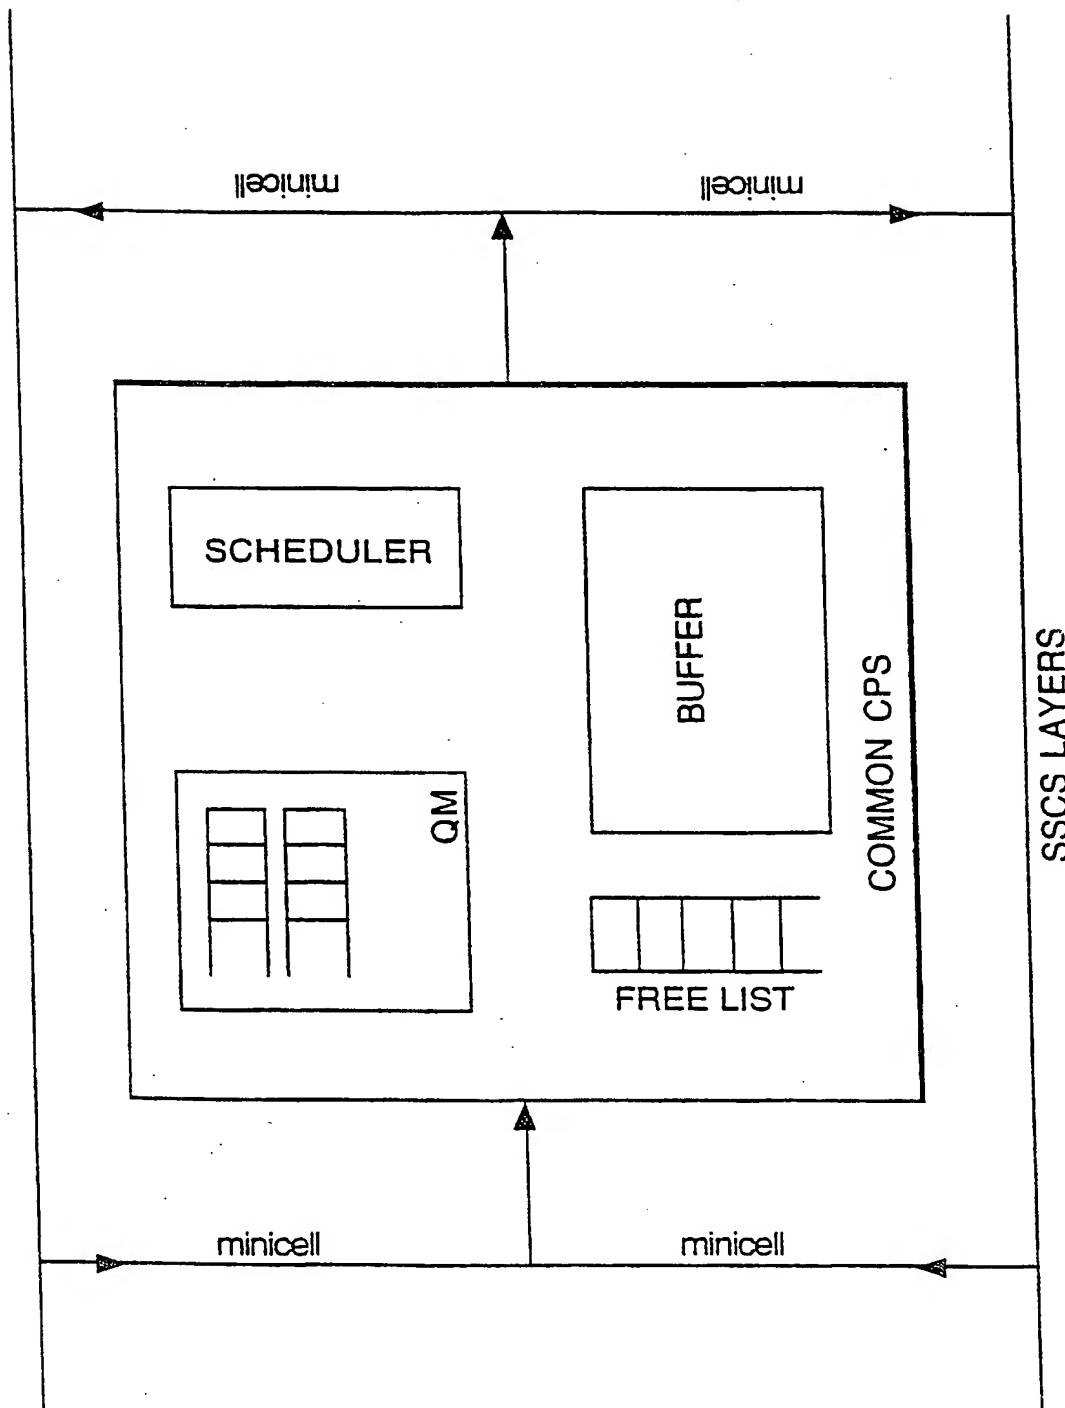 minicell
minicell
SCHEDULER
BUFFER
QM
COMMON CPS
SSCS LAYERS
FREE LIST
minicell
minicell